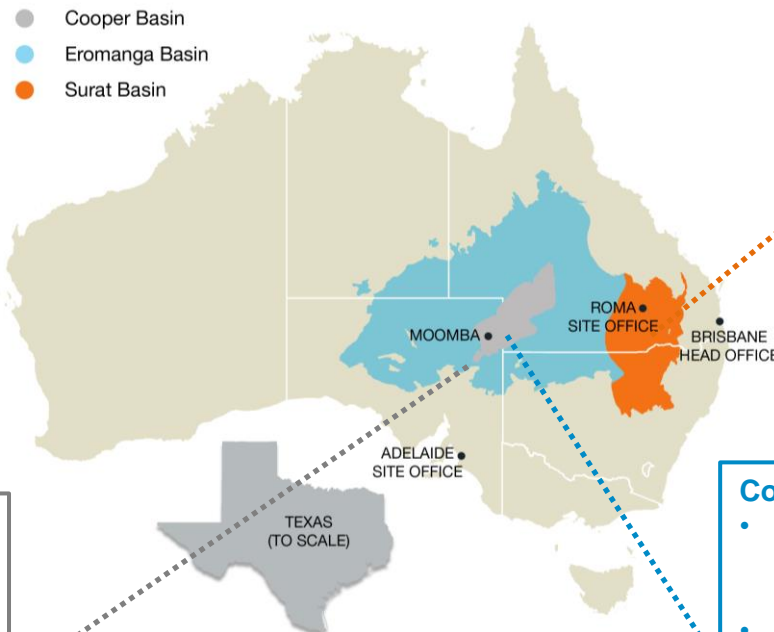 Cooper Basin
Eromanga Basin
Surat Basin
ROMA
SITE OFFICE
MOOMBA
BRISBANE
HEAD OFFICE
ADELAIDE
SITE OFFICE
TEXAS
(TO SCALE)
Co
•
•